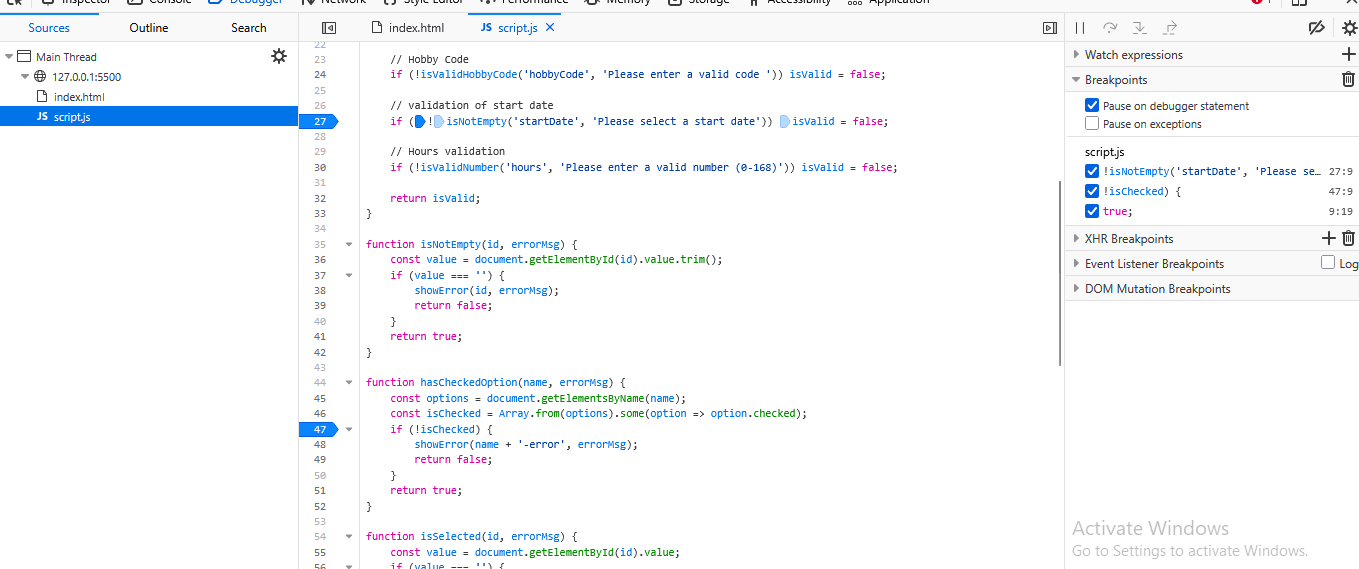 Inspector Console Debugger Network Style Editor Performance Memory Storage Accessibility Application 1
Sources Outline Search index.html JS script.js
Main Thread
127.0.0.1:5500
index.html
JS script.js
22
23 // Hobby Code
24 if (!isValidHobbyCode('hobbyCode', 'Please enter a valid code ')) isValid = false;
25
26 // validation of start date
27 if (!isNotEmpty('startDate', 'Please select a start date')) isValid = false;
28
29 // Hours validation
30 if (!isValidNumber('hours', 'Please enter a valid number (0-168)')) isValid = false;
31
32 return isValid;
33 }
34
35 function isNotEmpty(id, errorMsg) {
36 const value = document.getElementById(id).value.trim();
37 if (value === '') {
38 showError(id, errorMsg);
39 return false;
40 }
41 return true;
42 }
43
44 function hasCheckedOption(name, errorMsg) {
45 const options = document.getElementsByName(name);
46 const isChecked = Array.from(options).some(option => option.checked);
47 if (!isChecked) {
48 showError(name + '-error', errorMsg);
49 return false;
50 }
51 return true;
52 }
53
54 function isSelected(id, errorMsg) {
55 const value = document.getElementById(id).value;
56 if (value === '') {
Watch expressions
Breakpoints
Pause on debugger statement
Pause on exceptions
script.js
!isNotEmpty('startDate', 'Please se... 27:9
!isChecked) { 47:9
true; 9:19
XHR Breakpoints
Event Listener Breakpoints Log
DOM Mutation Breakpoints
Activate Windows
Go to Settings to activate Windows.